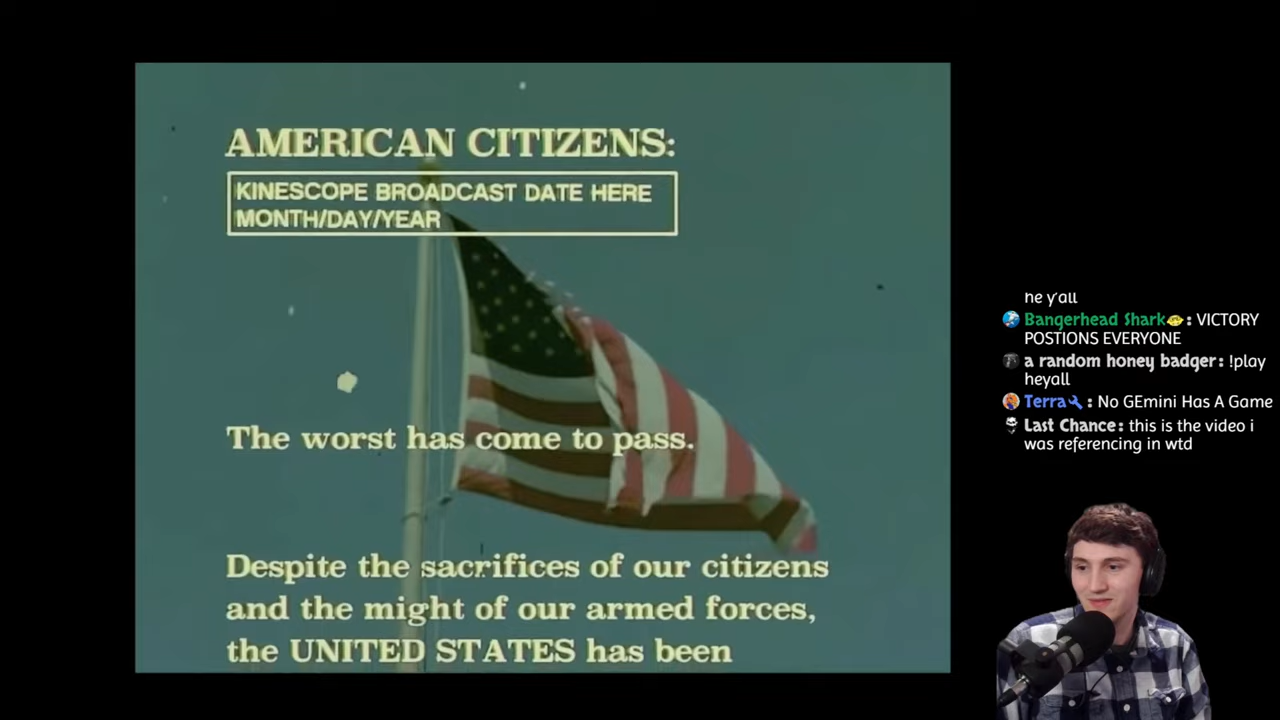 AMERICAN CITIZENS:
KINESCOPE BROADCAST DATE HERE
MONTH/DAY/YEAR
The worst has come to pass.
Despite the sacrifices of our citizens
and the might of our armed forces,
the UNITED STATES has been
he y'all
Bangerhead Shark: VICTORY
POSTIONS EVERYONE
a random honey badger: !play
heyall
Terra: No GEmini Has A Game
Last Chance: this is the video i
was referencing in wtd